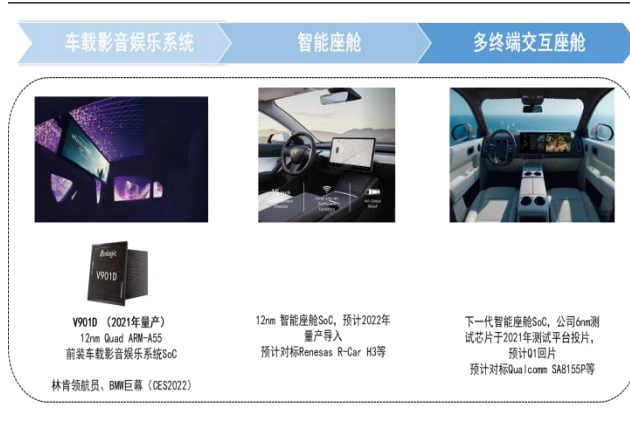 车载影音娱乐系统
智能座舱
多终端交互座舱
Amlogic
V901D
V901D （2021年量产）
12nm Quad ARM-A55
前装车载影音娱乐系统SoC
林肯领航员、BMW巨幕（CES2022）
12nm 智能座舱SoC, 预计2022年
量产导入
预计对标Renesas R-Car H3等
下一代智能座舱SoC, 公司6nm测
试芯片于2021年测试平台投片，
预计Q1回片
预计对标Qualcomm SA8155P等